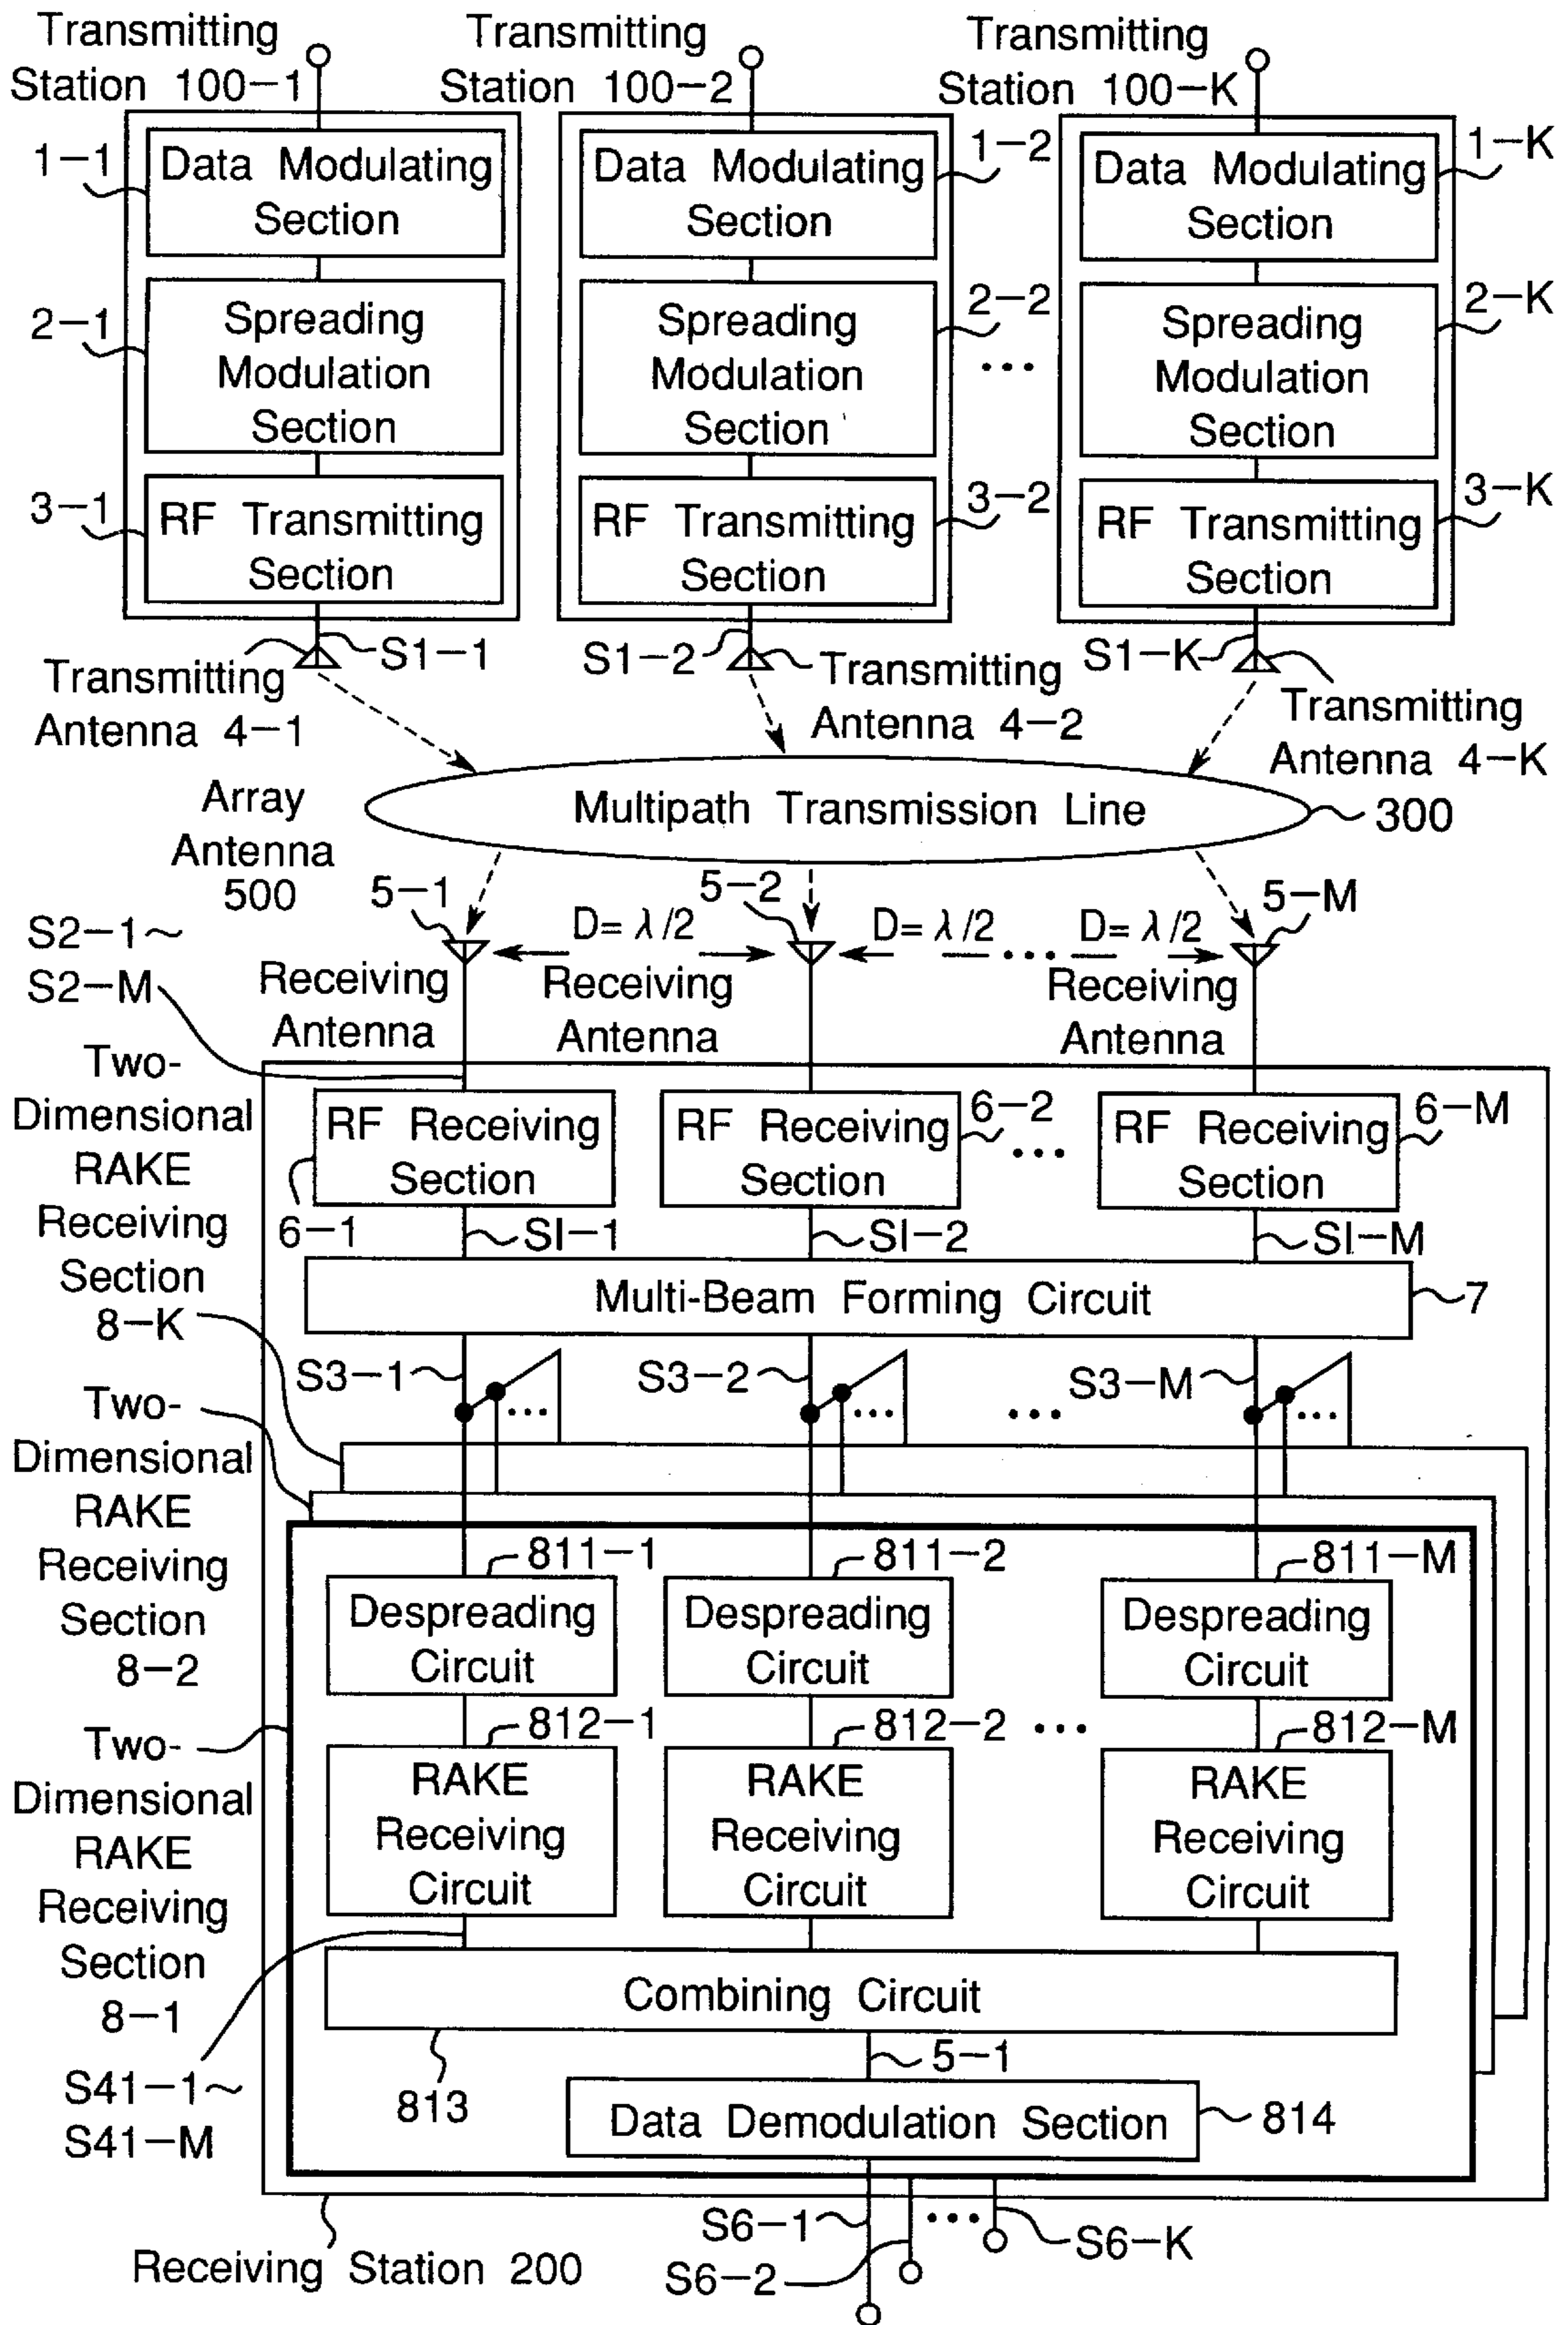 Transmitting
Station 100-1
Transmitting
Station 100-2
Transmitting
Station 100-K
1-1
Data Modulating
Section
1-2
Data Modulating
Section
1-K
Data Modulating
Section
2-1
Spreading
Modulation
Section
2-2
Spreading
Modulation
Section
...
2-K
Spreading
Modulation
Section
3-1
RF Transmitting
Section
3-2
RF Transmitting
Section
3-K
RF Transmitting
Section
S1-1
S1-2
S1-K
Transmitting
Antenna 4-1
Transmitting
Antenna 4-2
Transmitting
Antenna 4-K
Multipath Transmission Line
300
Array
Antenna
500
5-1
5-2
5-M
D=λ/2
D=λ/2
...
D=λ/2
S2-1~
S2-M
Receiving
Antenna
Receiving
Antenna
Receiving
Antenna
RF Receiving
Section
6-1
RF Receiving
Section
6-2
...
RF Receiving
Section
6-M
SI-1
SI-2
SI-M
Multi-Beam Forming Circuit
7
Two-
Dimensional
RAKE
Receiving
Section
8-K
S3-1
...
S3-2
...
...
S3-M
...
Two-
Dimensional
RAKE
Receiving
Section
8-2
811-1
Despreading
Circuit
811-2
Despreading
Circuit
811-M
Despreading
Circuit
812-1
RAKE
Receiving
Circuit
812-2
RAKE
Receiving
Circuit
...
812-M
RAKE
Receiving
Circuit
Two-
Dimensional
RAKE
Receiving
Section
8-1
Combining Circuit
813
5-1
S41-1~
S41-M
Data Demodulation Section
814
S6-1
S6-2
...
S6-K
Receiving Station 200